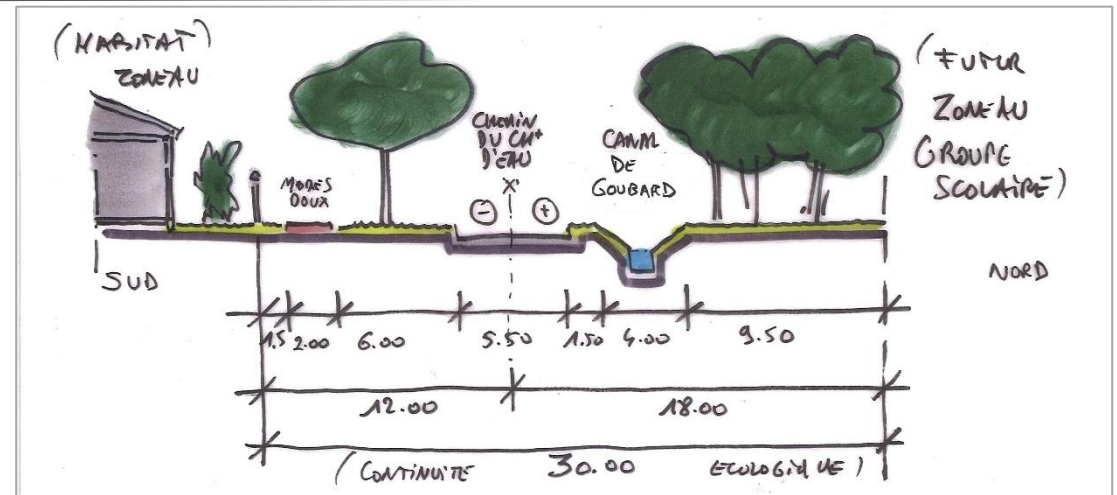 (HABITAT)
ZONE AU
MODES
DOUX
CHEMIN
DU CHᵗ
D'EAU
X'
-
+
CANAL
DE
GOUBARD
(FUTUR
ZONE AU
GROUPE
SCOLAIRE)
SUD
NORD
1.5 2.00 6.00 5.50 1.50 4.00 9.50
12.00 18.00
(CONTINUITE 30.00 ECOLOGIQUE)